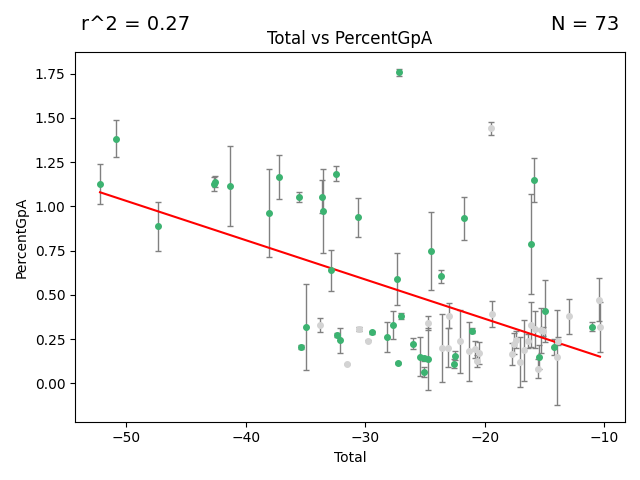 r^2 = 0.27
N = 73
Total vs PercentGpA
PercentGpA
1.75
1.50
1.25
1.00
0.75
0.50
0.25
0.00
−50
−40
−30
−20
−10
Total